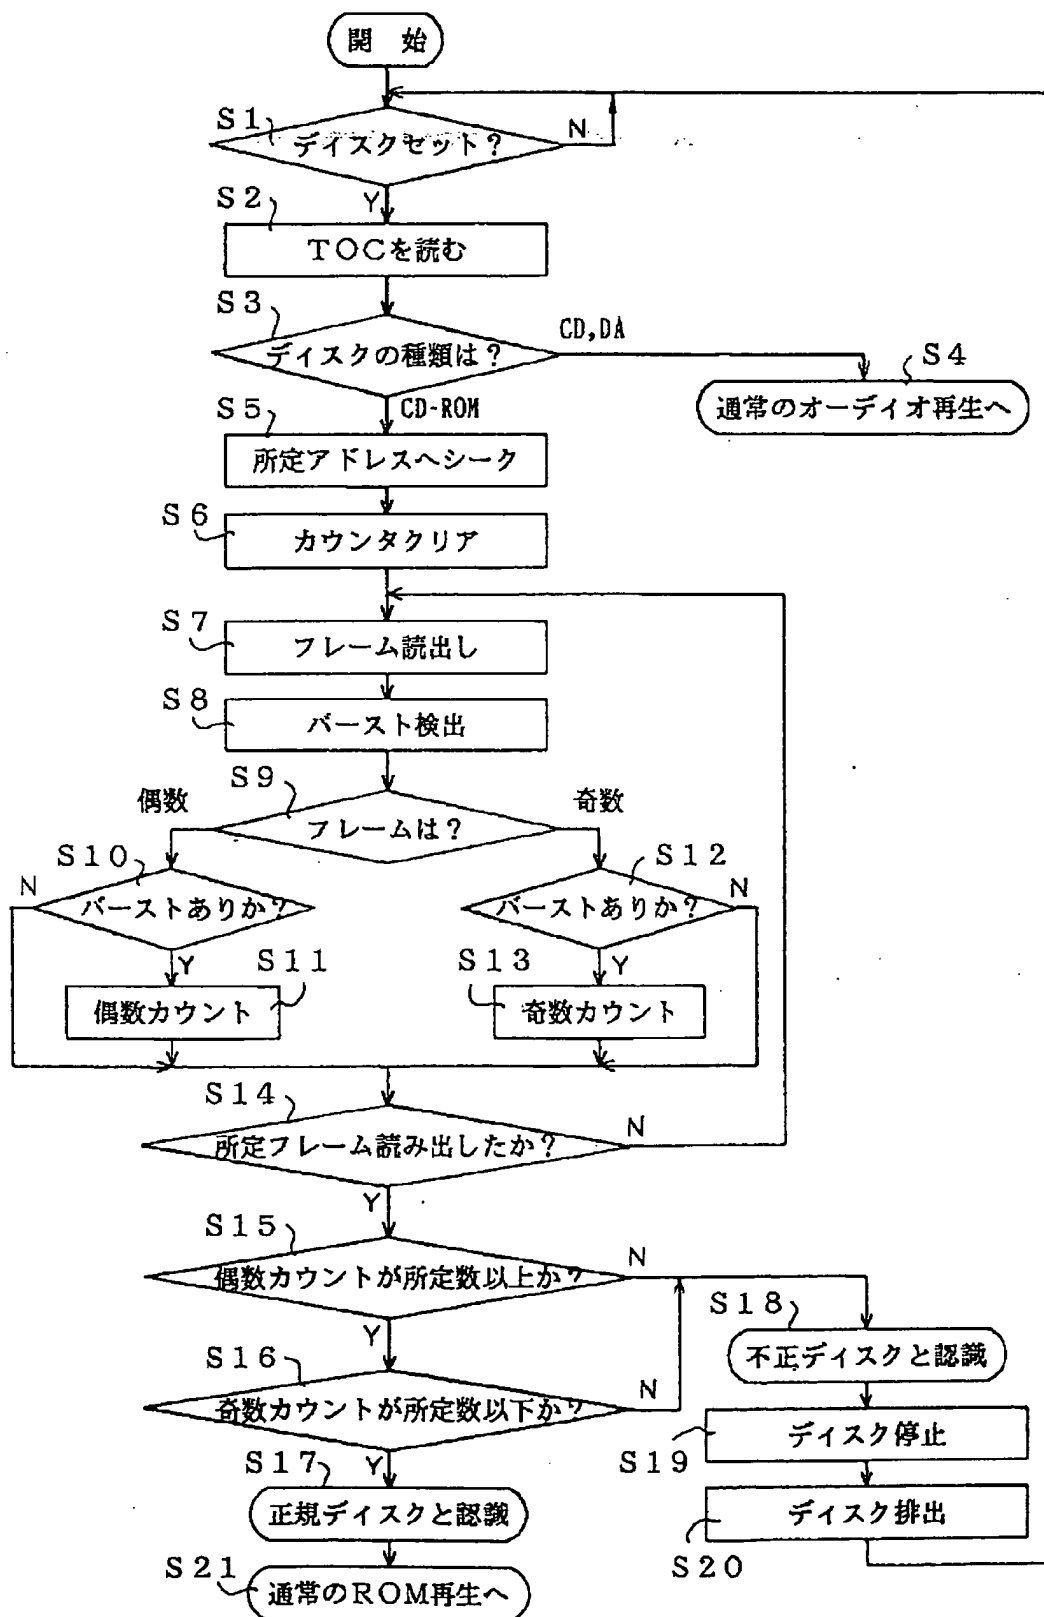 開 始
S1
ディスクセット?
N
Y
S2
TOCを読む
S3
ディスクの種類は?
CD,DA
S4
通常のオーディオ再生へ
CD-ROM
S5
所定アドレスへシーク
S6
カウンタクリア
S7
フレーム読出し
S8
バースト検出
S9
偶数
フレームは?
奇数
S10
N
バーストありか?
Y
S11
偶数カウント
S12
N
バーストありか?
Y
S13
奇数カウント
S14
所定フレーム読み出したか?
N
Y
S15
偶数カウントが所定数以上か?
N
Y
S16
奇数カウントが所定数以下か?
N
Y
S17
正規ディスクと認識
S21
通常のROM再生へ
S18
不正ディスクと認識
S19
ディスク停止
S20
ディスク排出